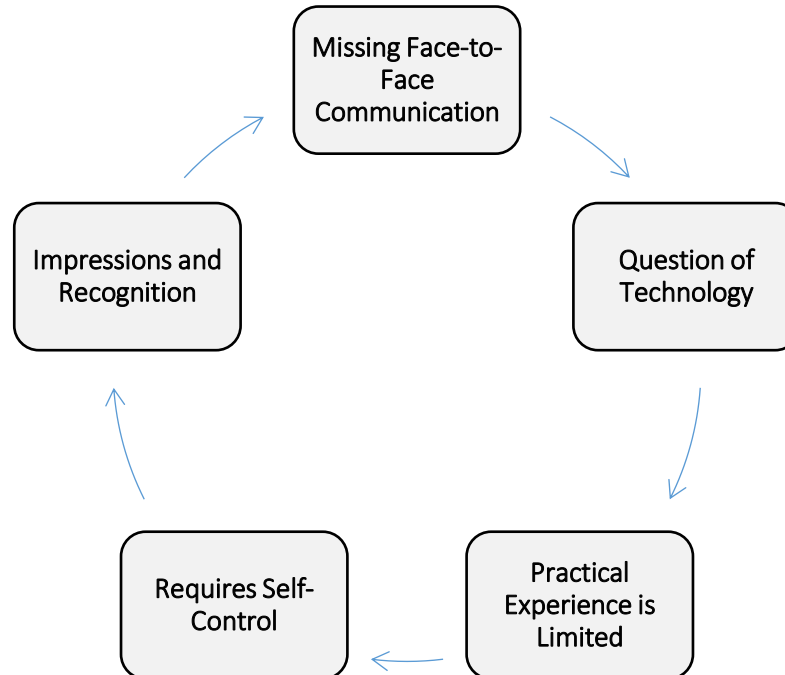 Missing Face-to-
Face
Communication
Question of
Technology
Practical
Experience is
Limited
Requires Self-
Control
Impressions and
Recognition